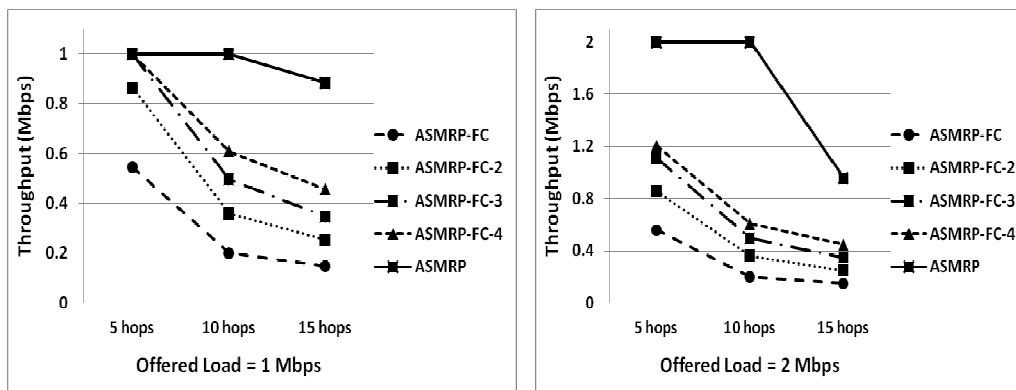 Throughput (Mbps)
1
0.8
0.6
0.4
0.2
0
5 hops 10 hops 15 hops
Offered Load = 1 Mbps
ASMRP-FC
ASMRP-FC-2
ASMRP-FC-3
ASMRP-FC-4
ASMRP
Throughput (Mbps)
2
1.6
1.2
0.8
0.4
0
5 hops 10 hops 15 hops
Offered Load = 2 Mbps
ASMRP-FC
ASMRP-FC-2
ASMRP-FC-3
ASMRP-FC-4
ASMRP